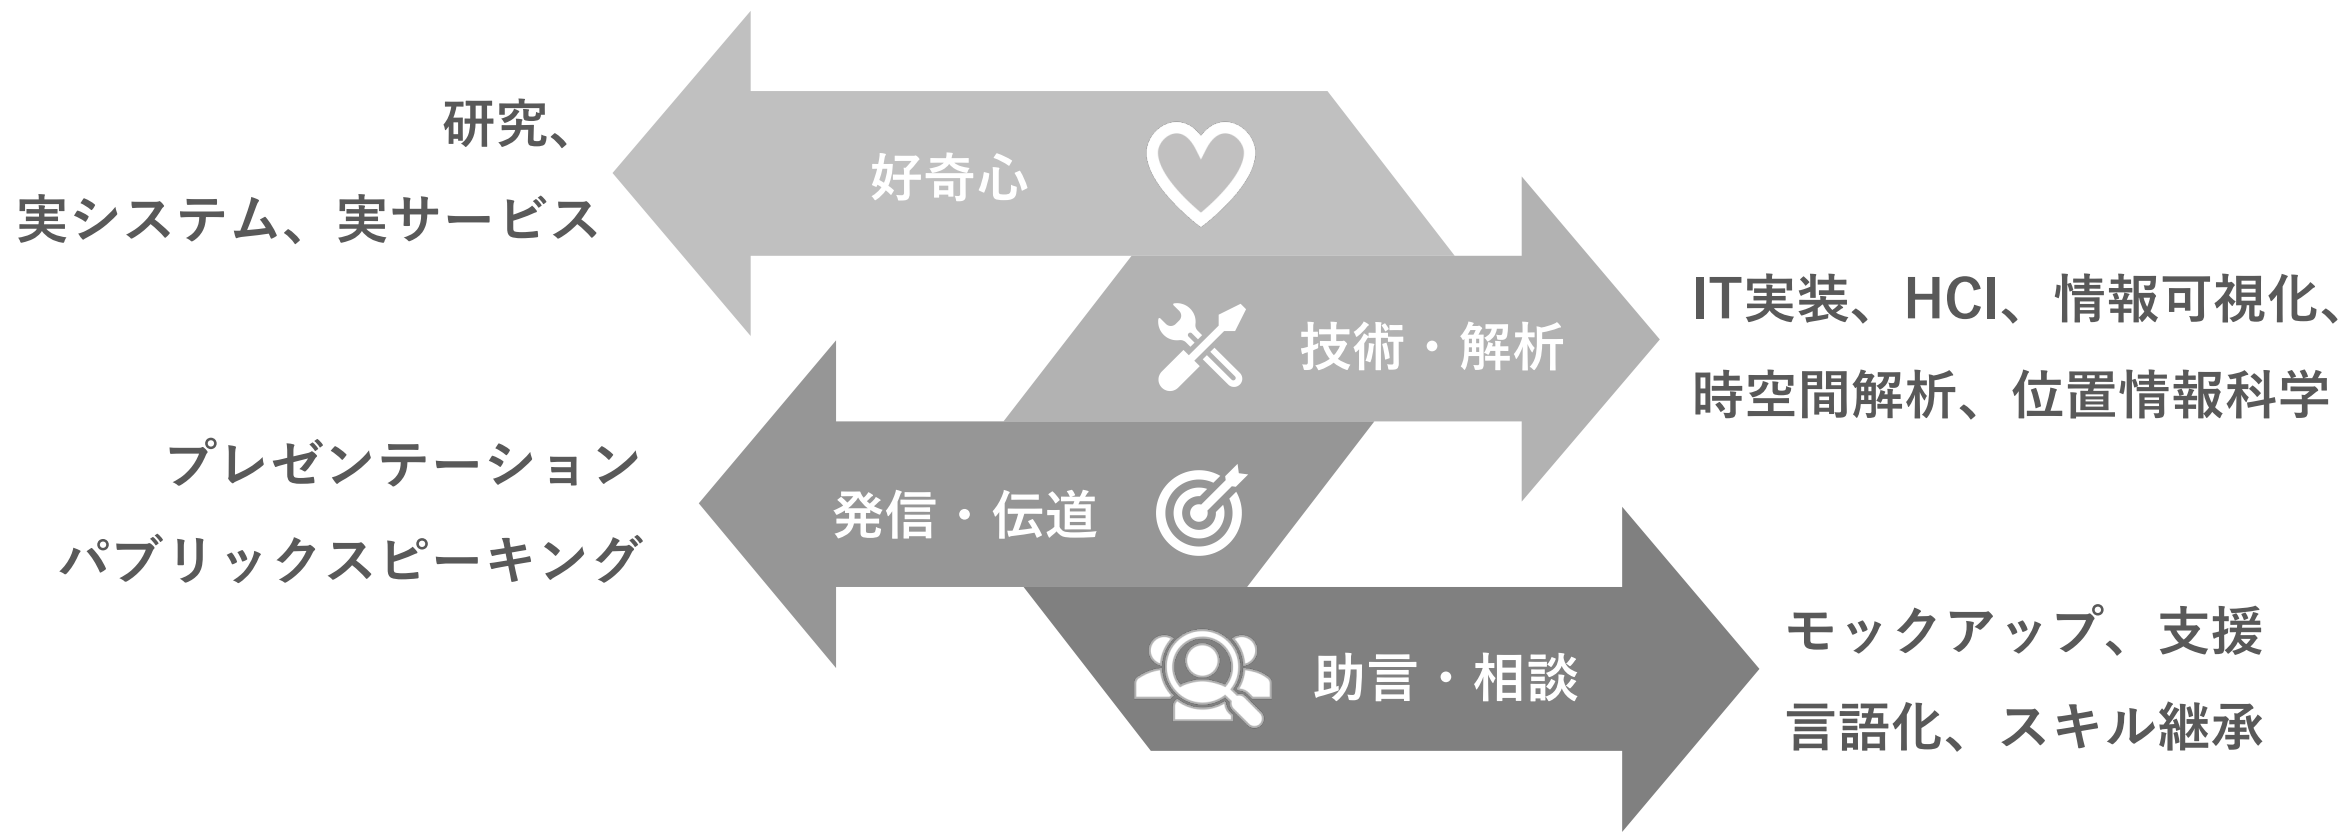 研究、
実システム、実サービス
好奇心
技術・解析
IT実装、HCI、情報可視化、
時空間解析、位置情報科学
プレゼンテーション
パブリックスピーキング
発信・伝道
助言・相談
モックアップ、支援
言語化、スキル継承